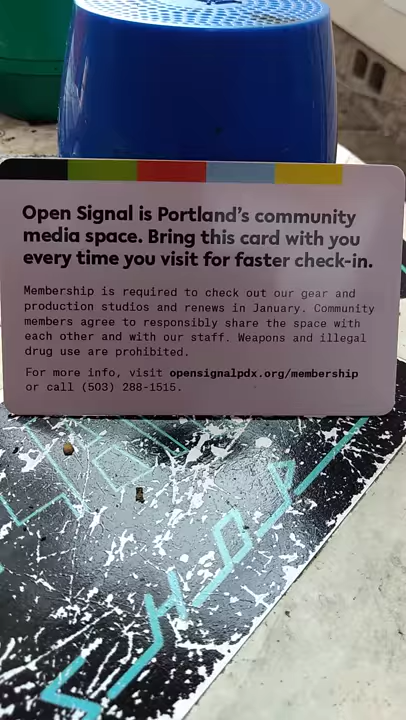 Open Signal is Portland's community
media space. Bring this card with you
every time you visit for faster check-in.
Membership is required to check out our gear and
production studios and renews in January. Community
members agree to responsibly share the space with
each other and with our staff. Weapons and illegal
drug use are prohibited.
For more info, visit opensignalpdx.org/membership
or call (503) 288-1515.